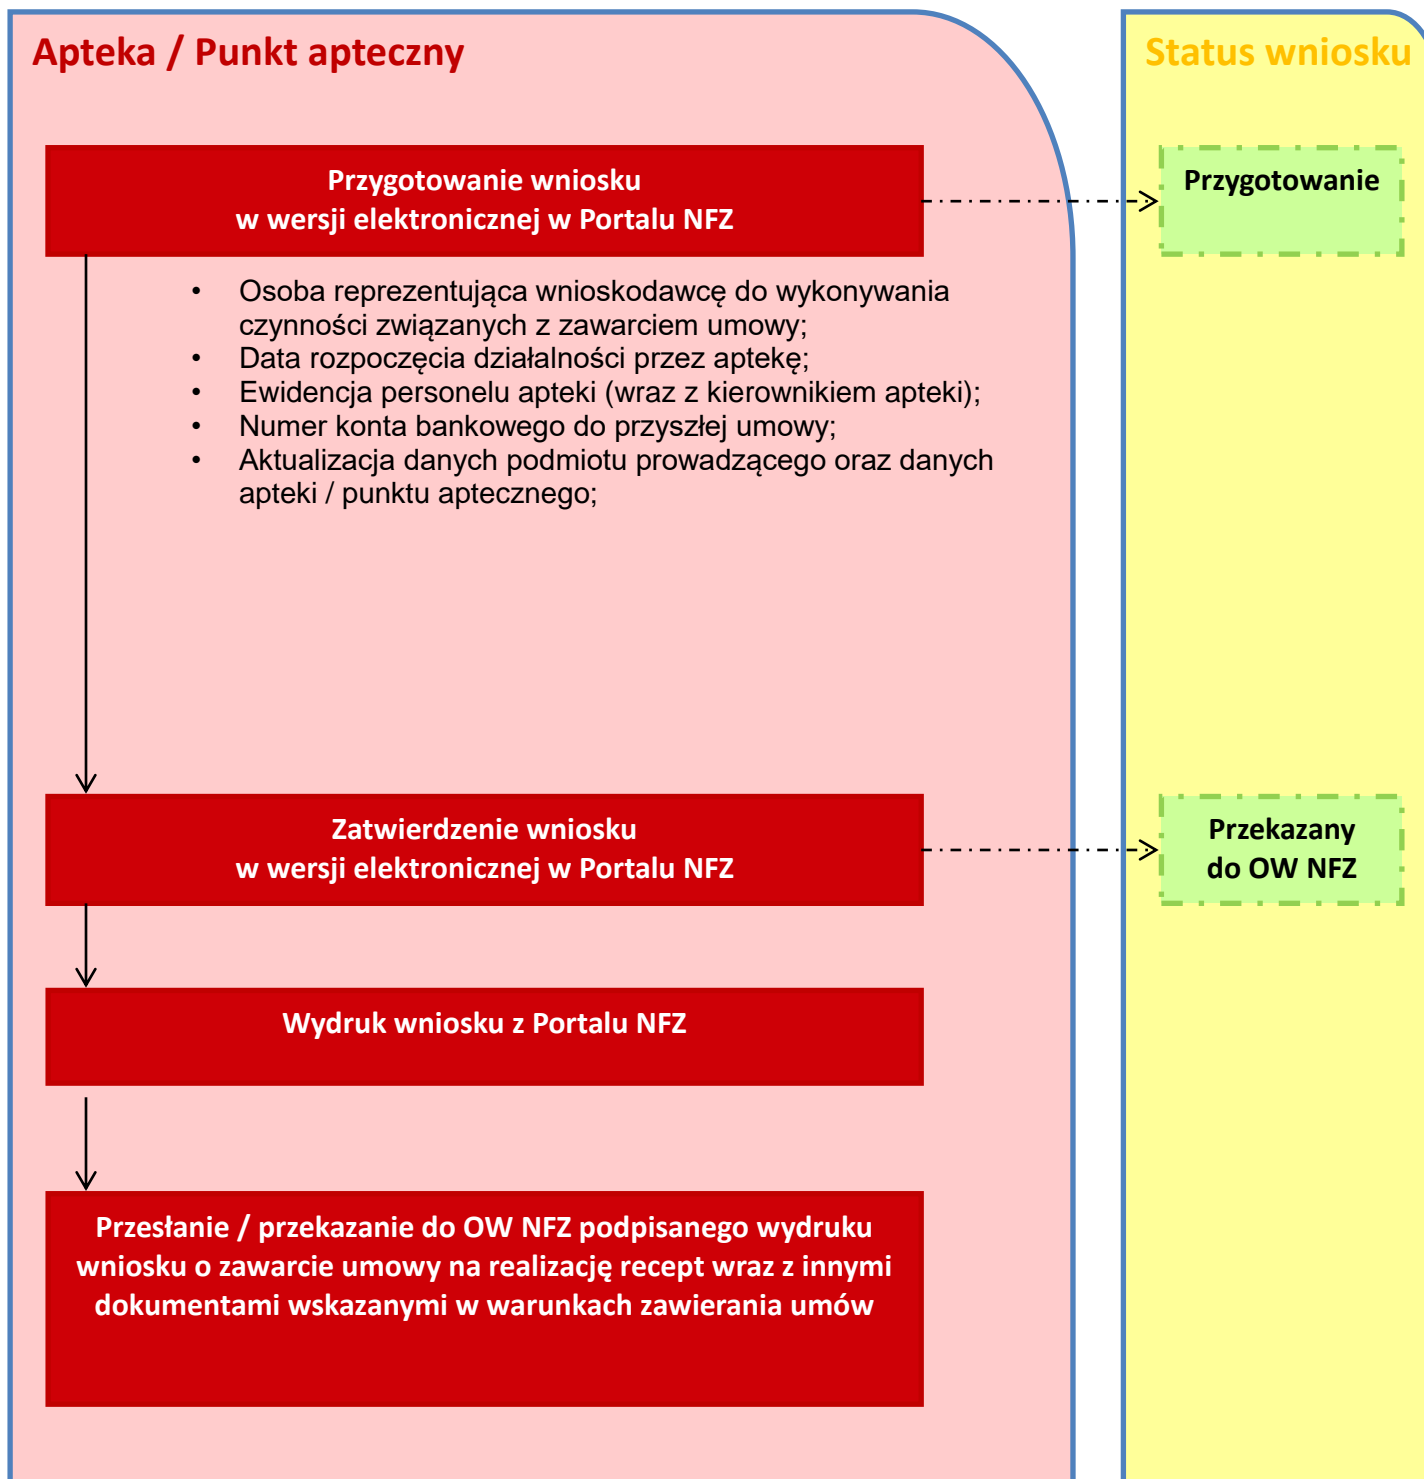 Apteka / Punkt apteczny
Status wniosku
Przygotowanie wniosku
w wersji elektronicznej w Portalu NFZ
Przygotowanie
• Osoba reprezentująca wnioskodawcę do wykonywania
czynności związanych z zawarciem umowy;
• Data rozpoczęcia działalności przez aptekę;
• Ewidencja personelu apteki (wraz z kierownikiem apteki);
• Numer konta bankowego do przyszłej umowy;
• Aktualizacja danych podmiotu prowadzącego oraz danych
apteki / punktu aptecznego;
Zatwierdzenie wniosku
w wersji elektronicznej w Portalu NFZ
Przekazany
do OW NFZ
Wydruk wniosku z Portalu NFZ
Przesłanie / przekazanie do OW NFZ podpisanego wydruku
wniosku o zawarcie umowy na realizację recept wraz z innymi
dokumentami wskazanymi w warunkach zawierania umów